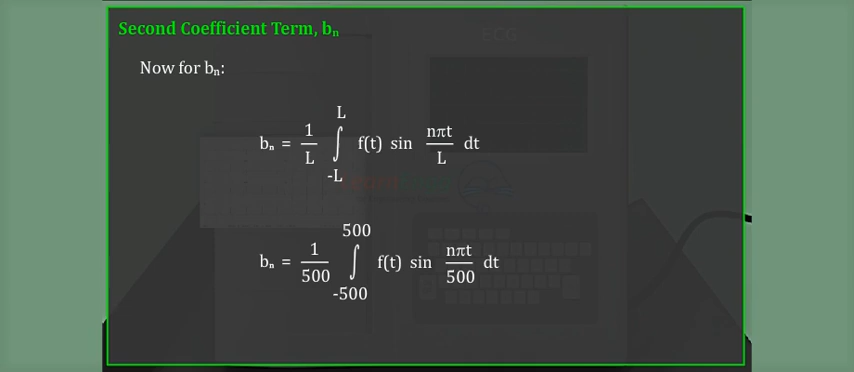 Second Coefficient Term, bₙ
ECG
Now for bₙ:
bₙ = 1/L ∫_{-L}^{L} f(t) sin nπt/L dt
bₙ = 1/500 ∫_{-500}^{500} f(t) sin nπt/500 dt